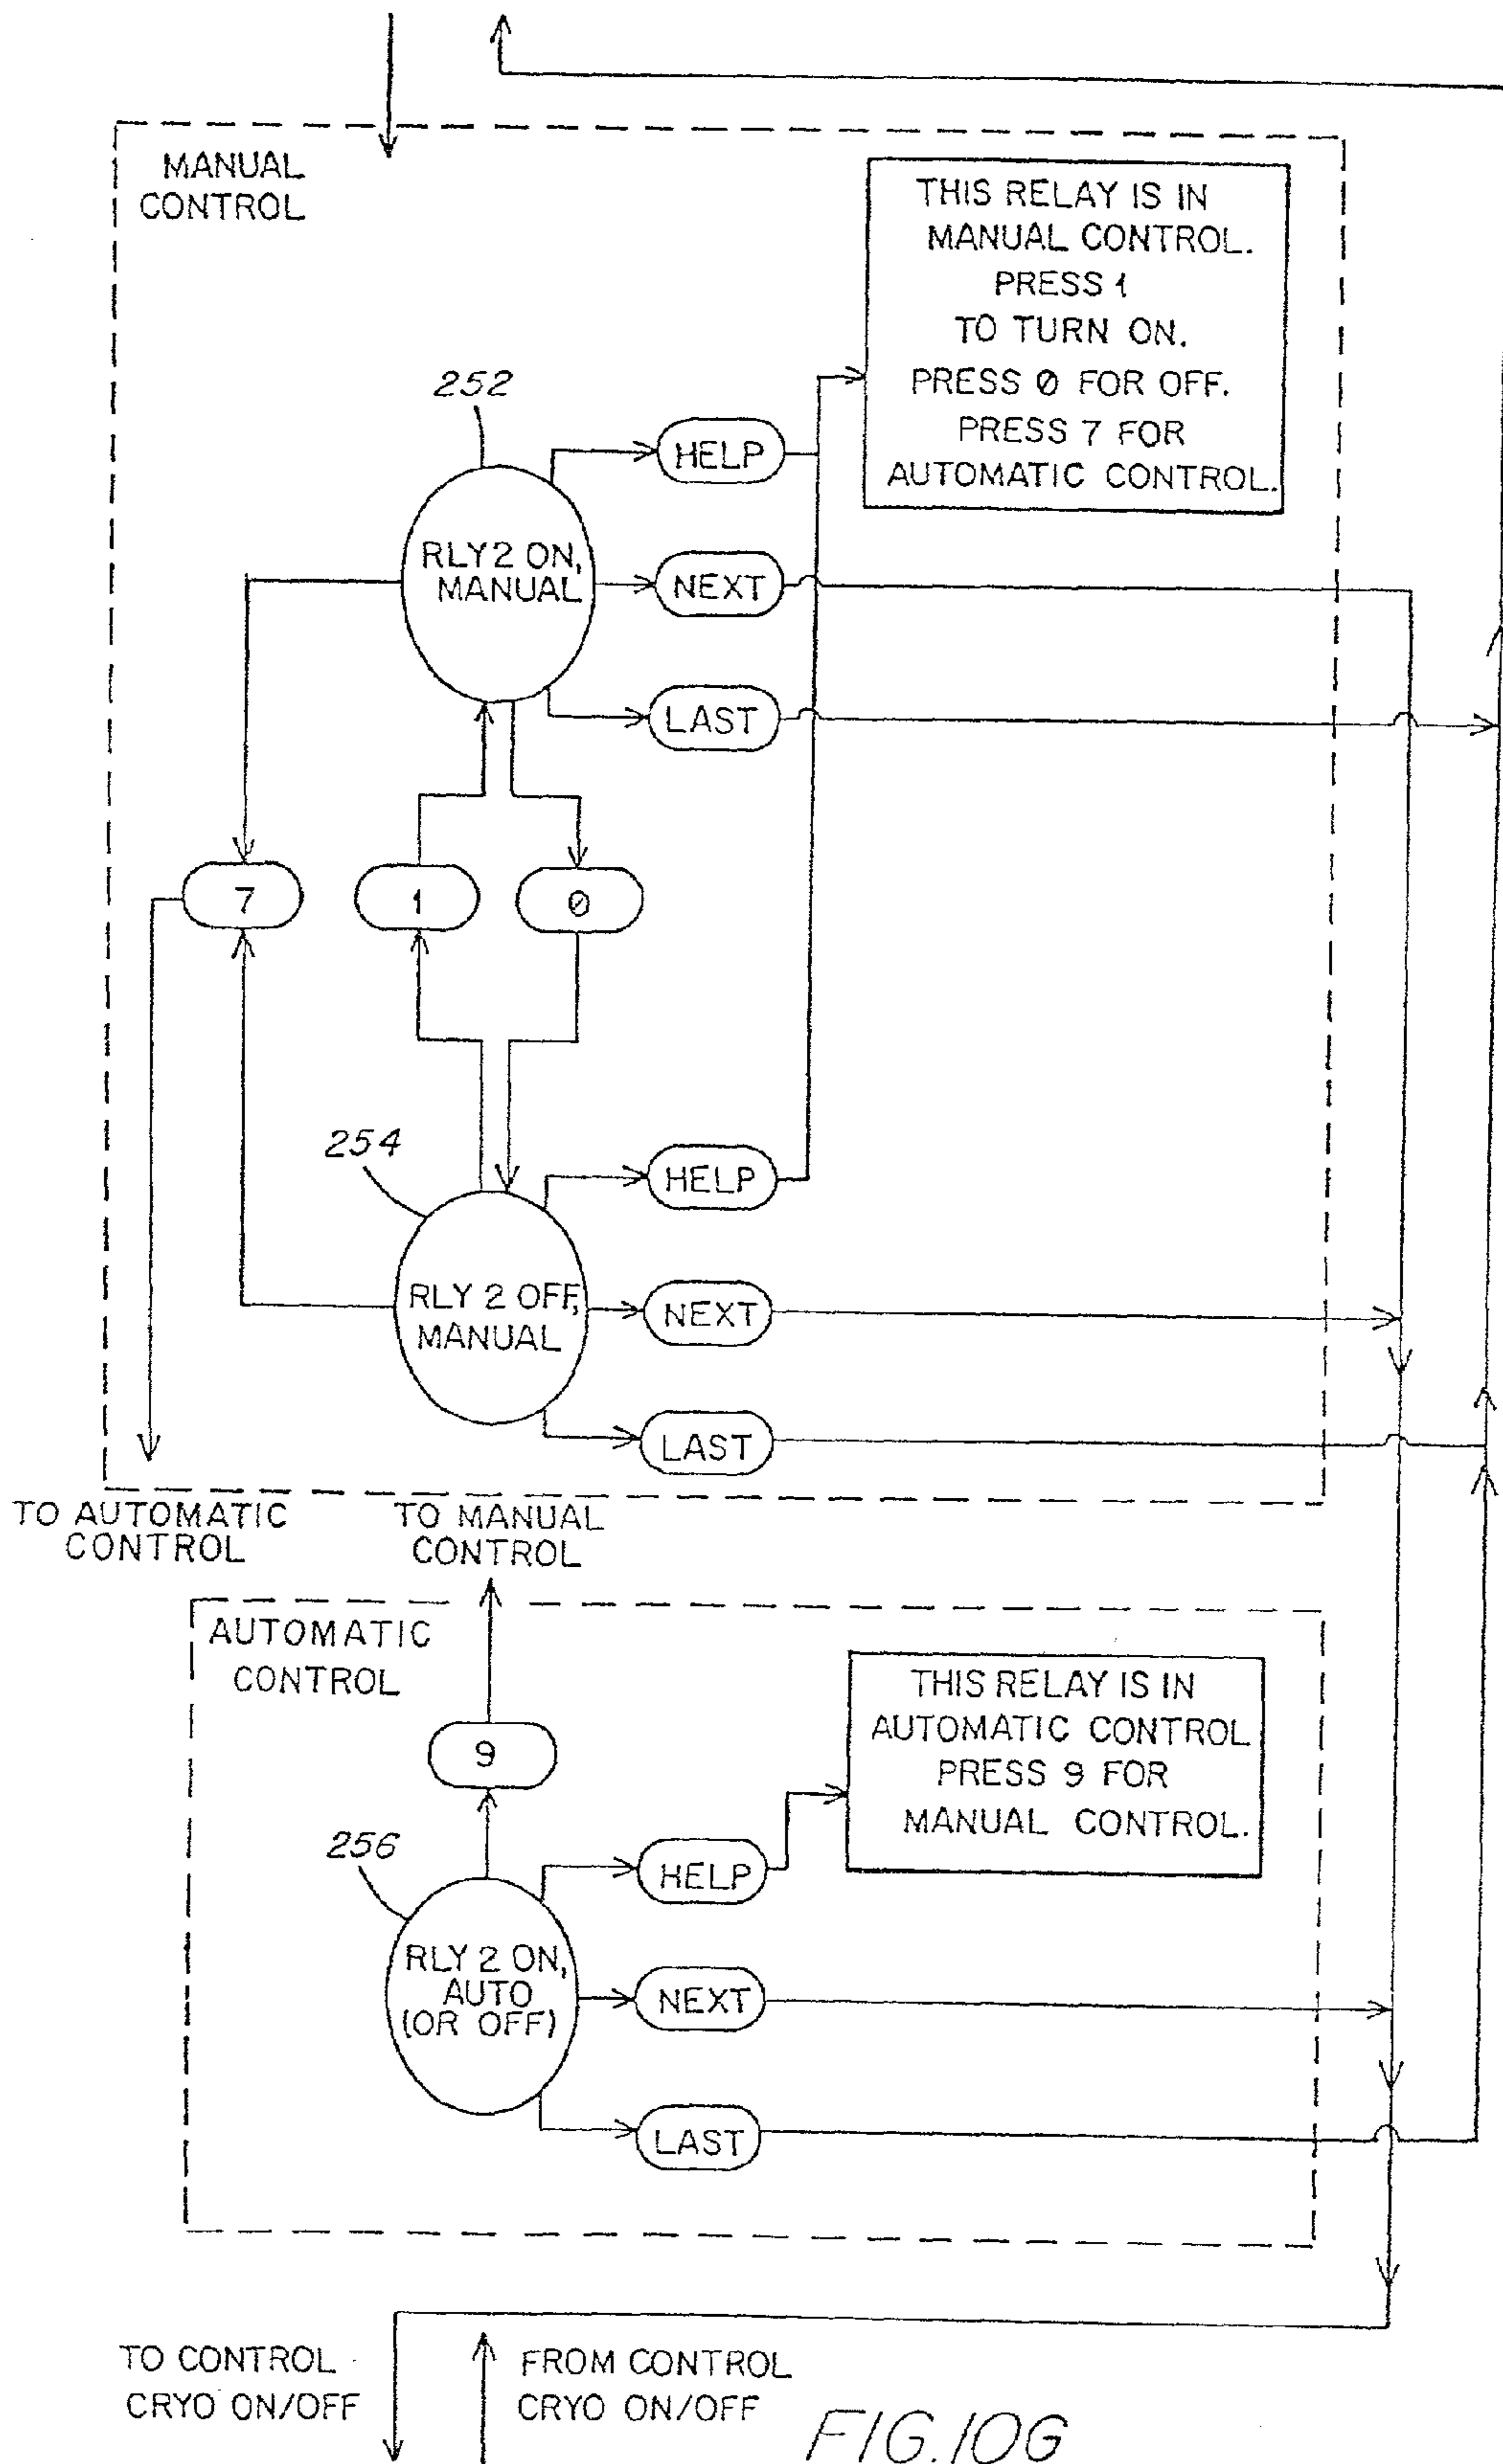 MANUAL
CONTROL
THIS RELAY IS IN
MANUAL CONTROL.
PRESS 1
TO TURN ON.
PRESS 0 FOR OFF.
PRESS 7 FOR
AUTOMATIC CONTROL.
252
HELP
RLY2 ON,
MANUAL
NEXT
LAST
7
1
0
254
HELP
RLY 2 OFF,
MANUAL
NEXT
LAST
TO AUTOMATIC
CONTROL
TO MANUAL
CONTROL
AUTOMATIC
CONTROL
THIS RELAY IS IN
AUTOMATIC CONTROL
PRESS 9 FOR
MANUAL CONTROL.
9
256
HELP
RLY 2 ON,
AUTO
(OR OFF)
NEXT
LAST
TO CONTROL
CRYO ON/OFF
FROM CONTROL
CRYO ON/OFF
FIG. 10G